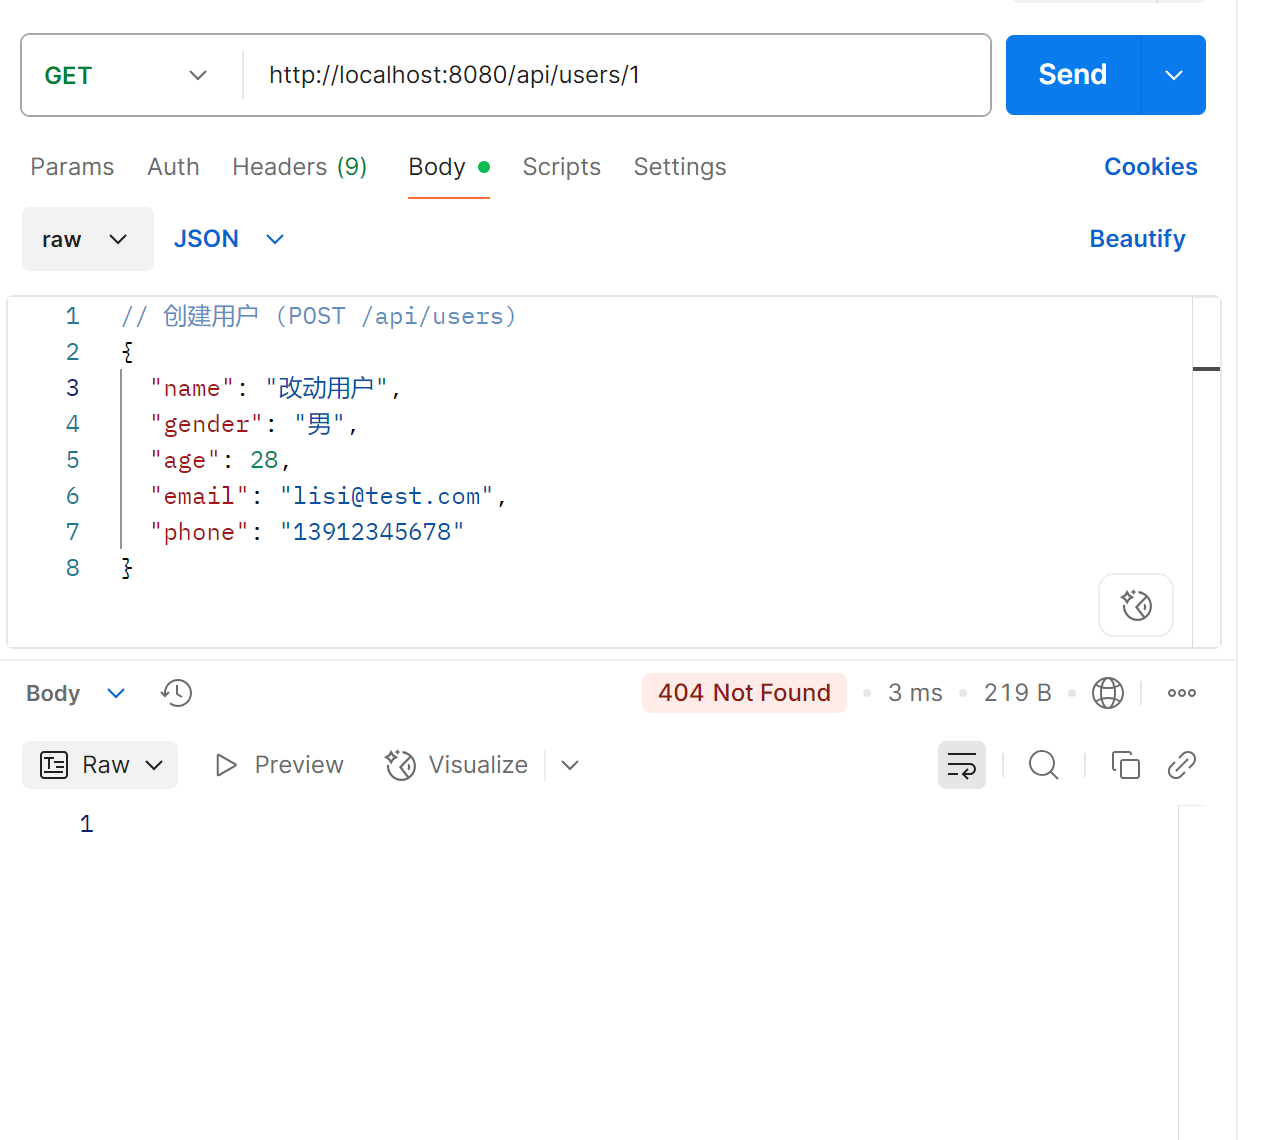 GET http://localhost:8080/api/users/1 Send
Params Auth Headers (9) Body Scripts Settings Cookies
raw JSON Beautify
1 // 创建用户（POST /api/users）
2 {
3 "name": "改动用户",
4 "gender": "男",
5 "age": 28,
6 "email": "lisi@test.com",
7 "phone": "13912345678"
8 }
Body 404 Not Found 3 ms 219 B
Raw Preview Visualize
1